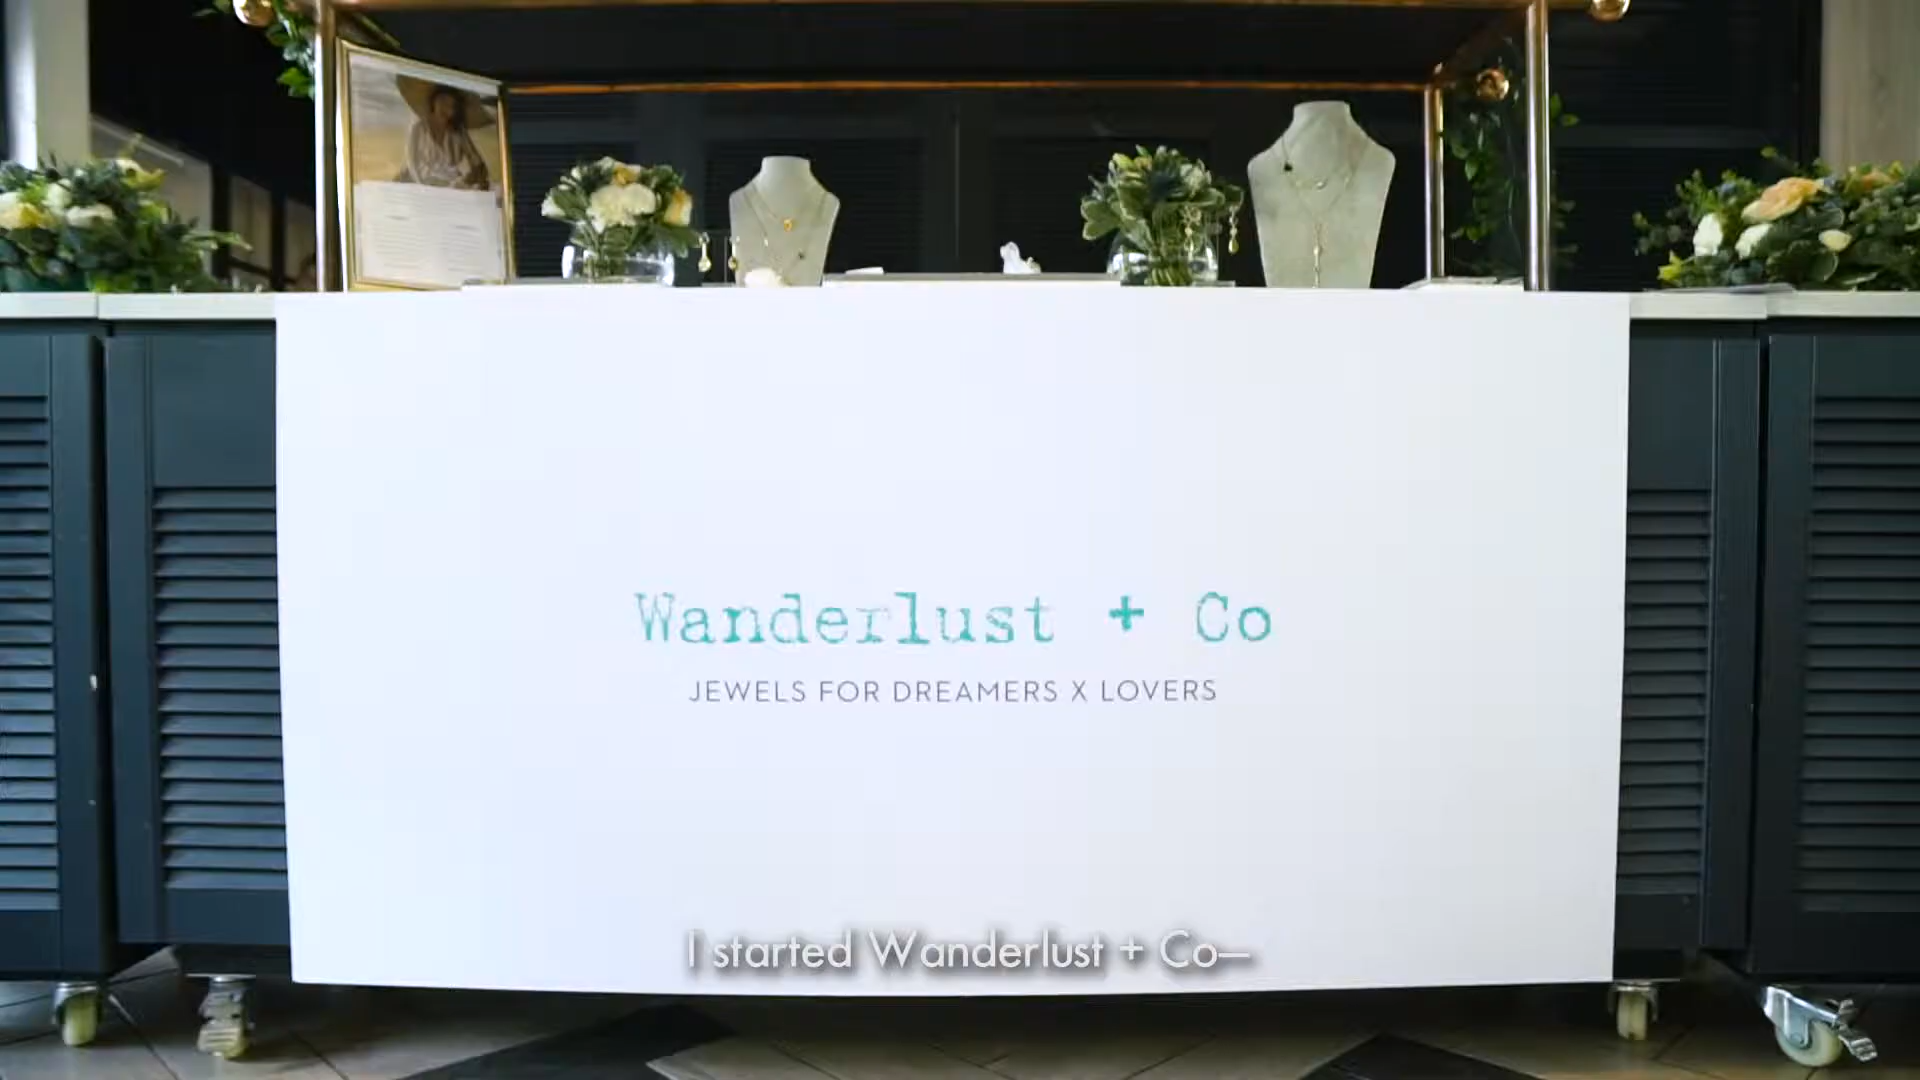 Wanderlust + Co
JEWELS FOR DREAMERS X LOVERS
I started Wanderlust + Co—